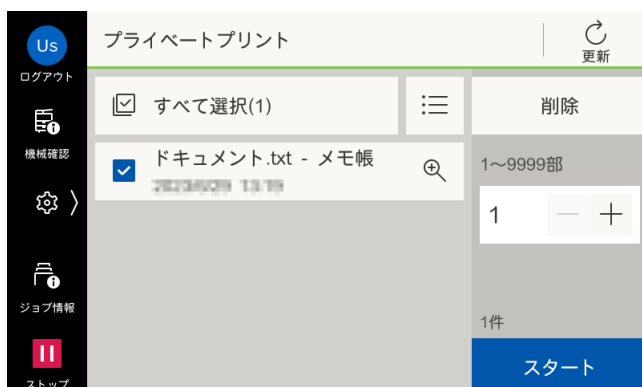 Us
ログアウト
機械確認
ジョブ情報
ストップ
プライベートプリント
更新
すべて選択(1)
ドキュメント.txt - メモ帳
削除
1～9999部
1
1件
スタート